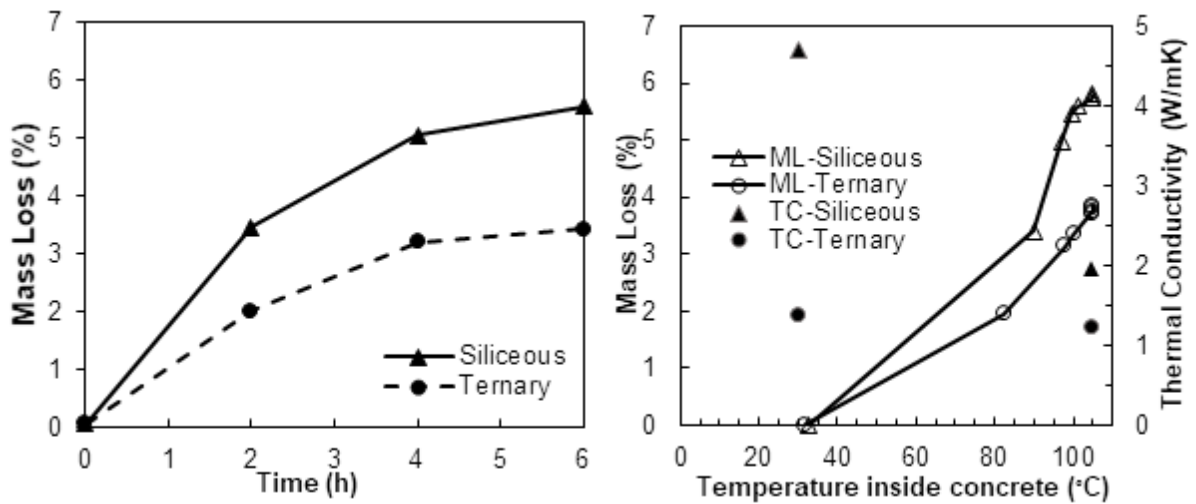 7
6
5
4
3
2
1
0
Mass Loss (%)
Siliceous
Ternary
0 1 2 3 4 5 6
Time (h)
7
6
5
4
3
2
1
0
Mass Loss (%)
ML-Siliceous
ML-Ternary
TC-Siliceous
TC-Ternary
5
4
3
2
1
0
Thermal Conductivity (W/mK)
0 20 40 60 80 100
Temperature inside concrete (◦C)